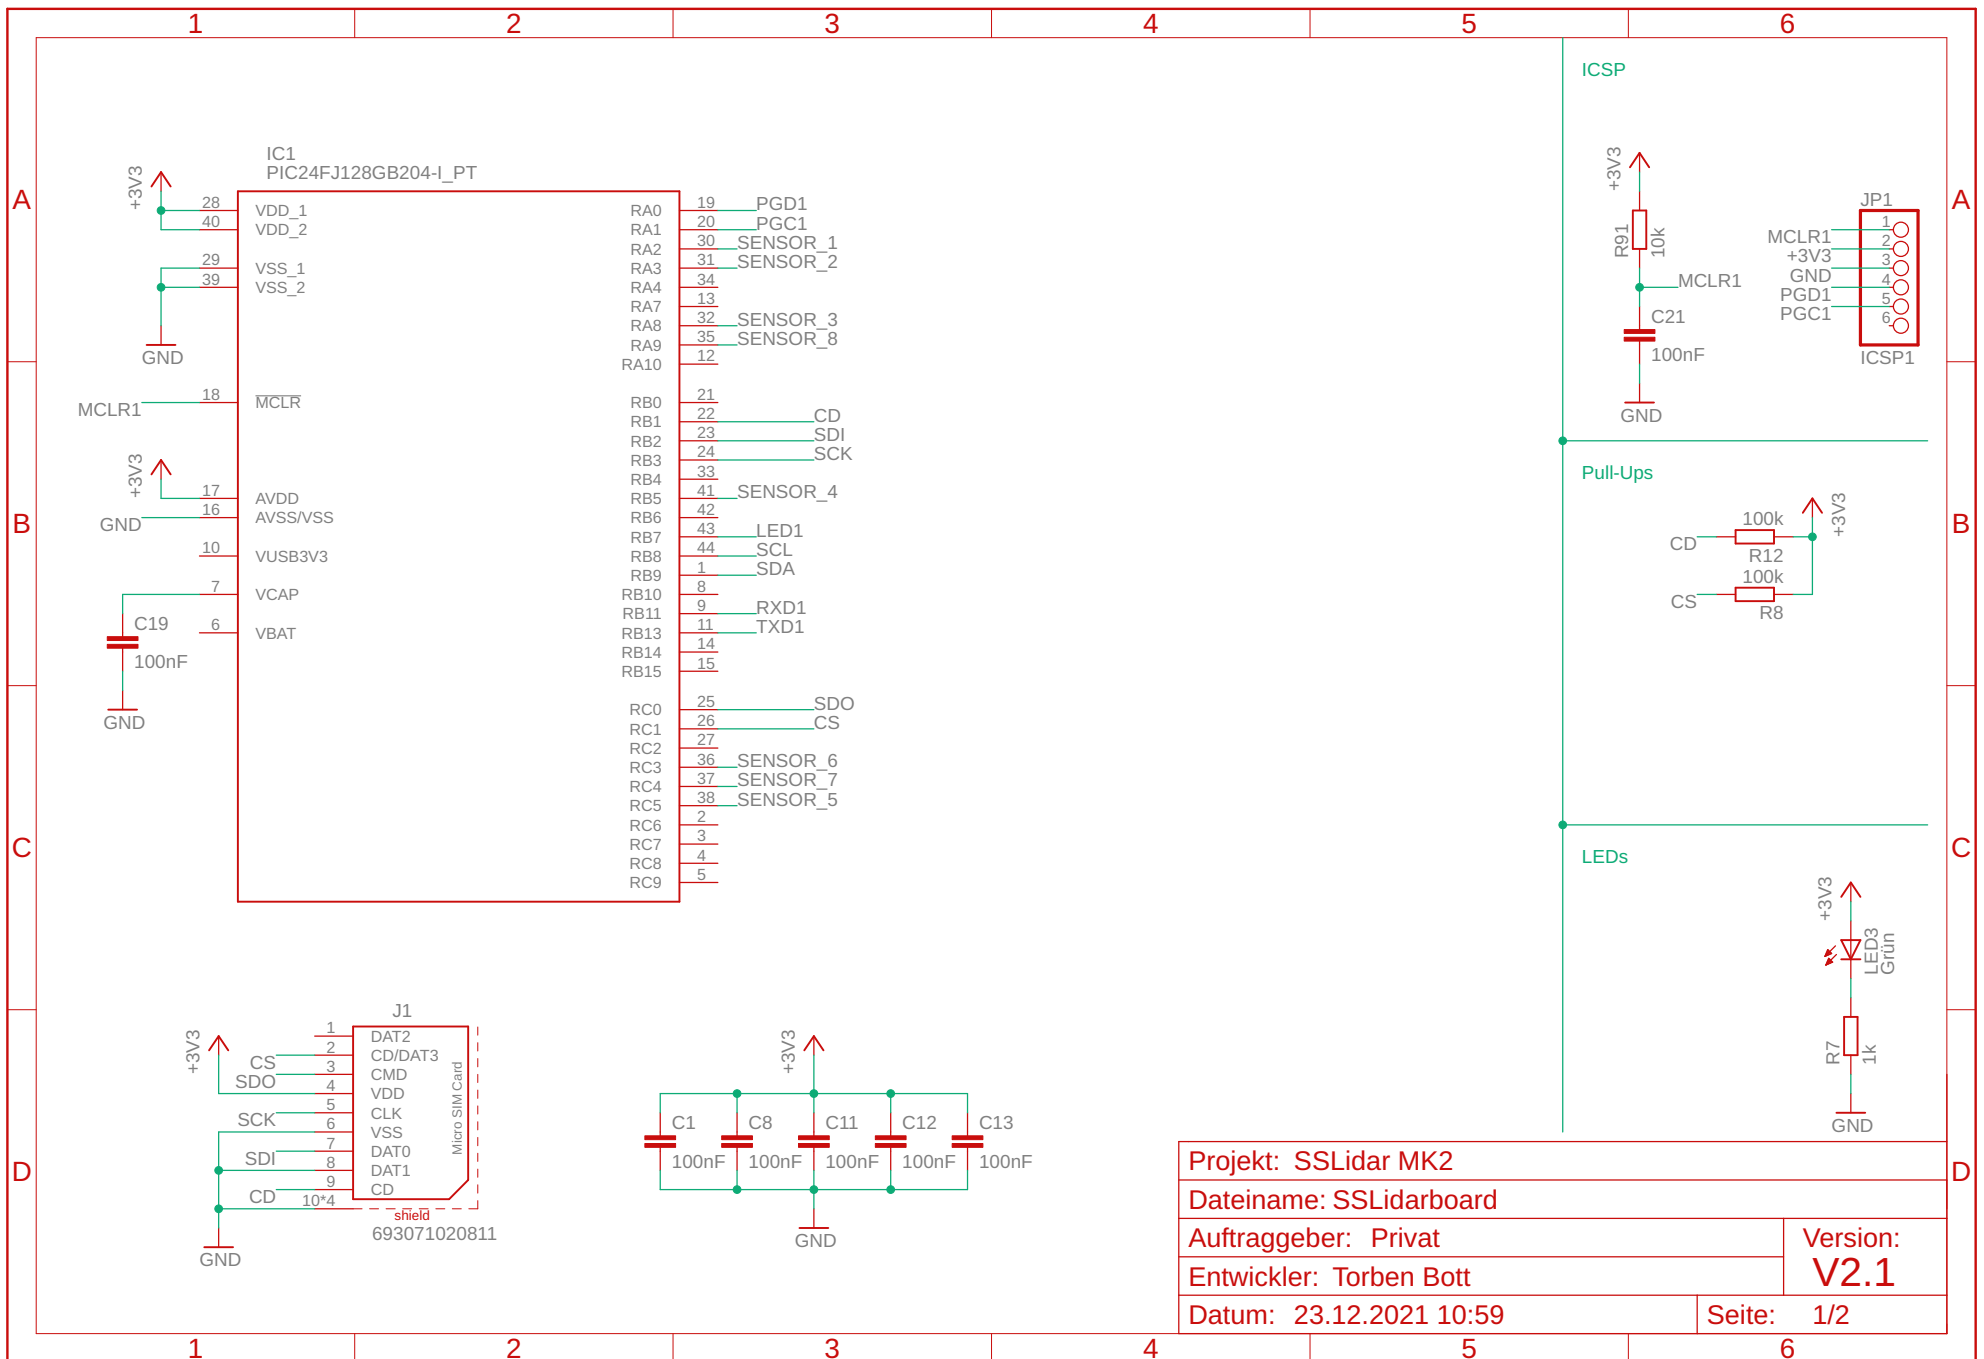 1 2 3 4 5 6
A
B
C
D
A
B
C
D
1 2 3 4 5 6
IC1
PIC24FJ128GB204-I_PT
+3V3
28 VDD_1
40 VDD_2
29 VSS_1
39 VSS_2
GND
MCLR1 18 MCLR
+3V3
17 AVDD
GND 16 AVSS/VSS
10 VUSB3V3
7 VCAP
6 VBAT
C19
100nF
GND
RA0 19 PGD1
RA1 20 PGC1
RA2 30 SENSOR_1
RA3 31 SENSOR_2
RA4 34
RA7 13
RA8 32 SENSOR_3
RA9 35 SENSOR_8
RA10 12
RB0 21
RB1 22 CD
RB2 23 SDI
RB3 24 SCK
RB4 33
RB5 41 SENSOR_4
RB6 42
RB7 43 LED1
RB8 44 SCL
RB9 1 SDA
RB10 8
RB11 9 RXD1
RB13 11 TXD1
RB14 14
RB15 15
RC0 25 SDO
RC1 26 CS
RC2 27
RC3 36 SENSOR_6
RC4 37 SENSOR_7
RC5 38 SENSOR_5
RC6 2
RC7 3
RC8 4
RC9 5
ICSP
+3V3
R91
10k
MCLR1
C21
100nF
GND
JP1
MCLR1 1
+3V3 2
GND 3
PGD1 4
PGC1 5
6
ICSP1
Pull-Ups
+3V3
100k
CD
R12
100k
CS
R8
LEDs
+3V3
LED3
Grün
R7
1k
GND
J1
+3V3
1 DAT2
CS 2 CD/DAT3
SDO 3 CMD
4 VDD
SCK 5 CLK
6 VSS
SDI 7 DAT0
8 DAT1
CD 9 CD
10*4
shield
Micro SIM Card
693071020811
GND
+3V3
C1 C8 C11 C12 C13
100nF 100nF 100nF 100nF 100nF
GND
Projekt: SSLidar MK2
Dateiname: SSLidarboard
Auftraggeber: Privat
Entwickler: Torben Bott
Version:
V2.1
Datum: 23.12.2021 10:59
Seite: 1/2